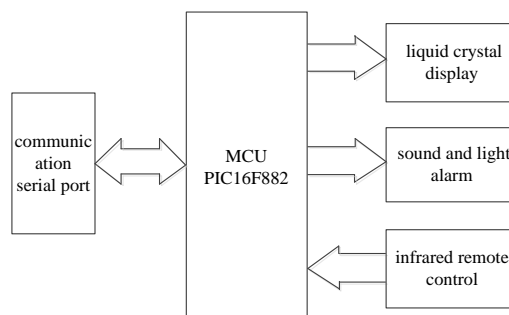 liquid crystal
display
communic
ation
serial port
MCU
PIC16F882
sound and light
alarm
infrared remote
control